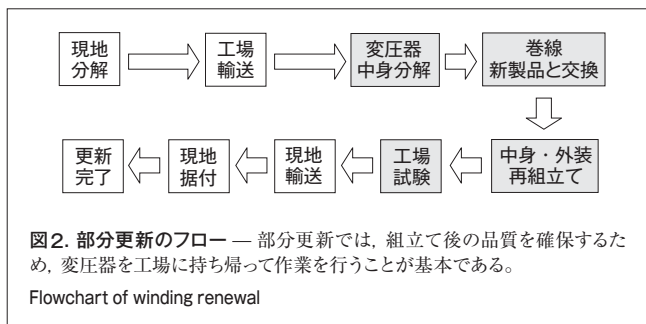 現地
分解
工場
輸送
変圧器
中身分解
巻線
新製品と交換
中身・外装
再組立て
工場
試験
現地
輸送
現地
据付
更新
完了
図2. 部分更新のフロー — 部分更新では，組立て後の品質を確保するた
め，変圧器を工場に持ち帰って作業を行うことが基本である。
Flowchart of winding renewal